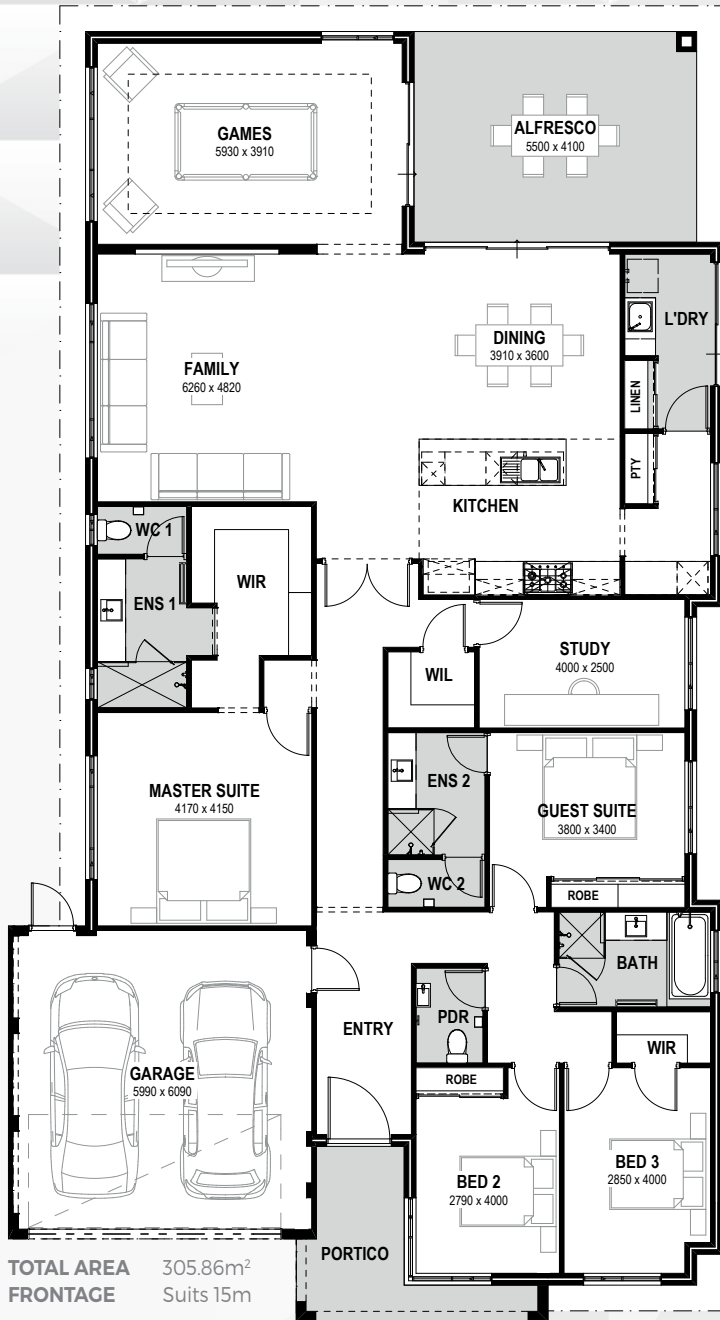 GAMES
5930 x 3910
ALFRESCO
5500 x 4100
L'DRY
DINING
3910 x 3600
FAMILY
6260 x 4820
LINEN
PTY
KITCHEN
WC 1
WIR
ENS 1
STUDY
4000 x 2500
WIL
ENS 2
MASTER SUITE
4170 x 4150
GUEST SUITE
3800 x 3400
WC 2
ROBE
BATH
PDR
ENTRY
WIR
GARAGE
5990 x 6090
ROBE
BED 2
2790 x 4000
BED 3
2850 x 4000
PORTICO
TOTAL AREA 305.86m²
FRONTAGE Suits 15m